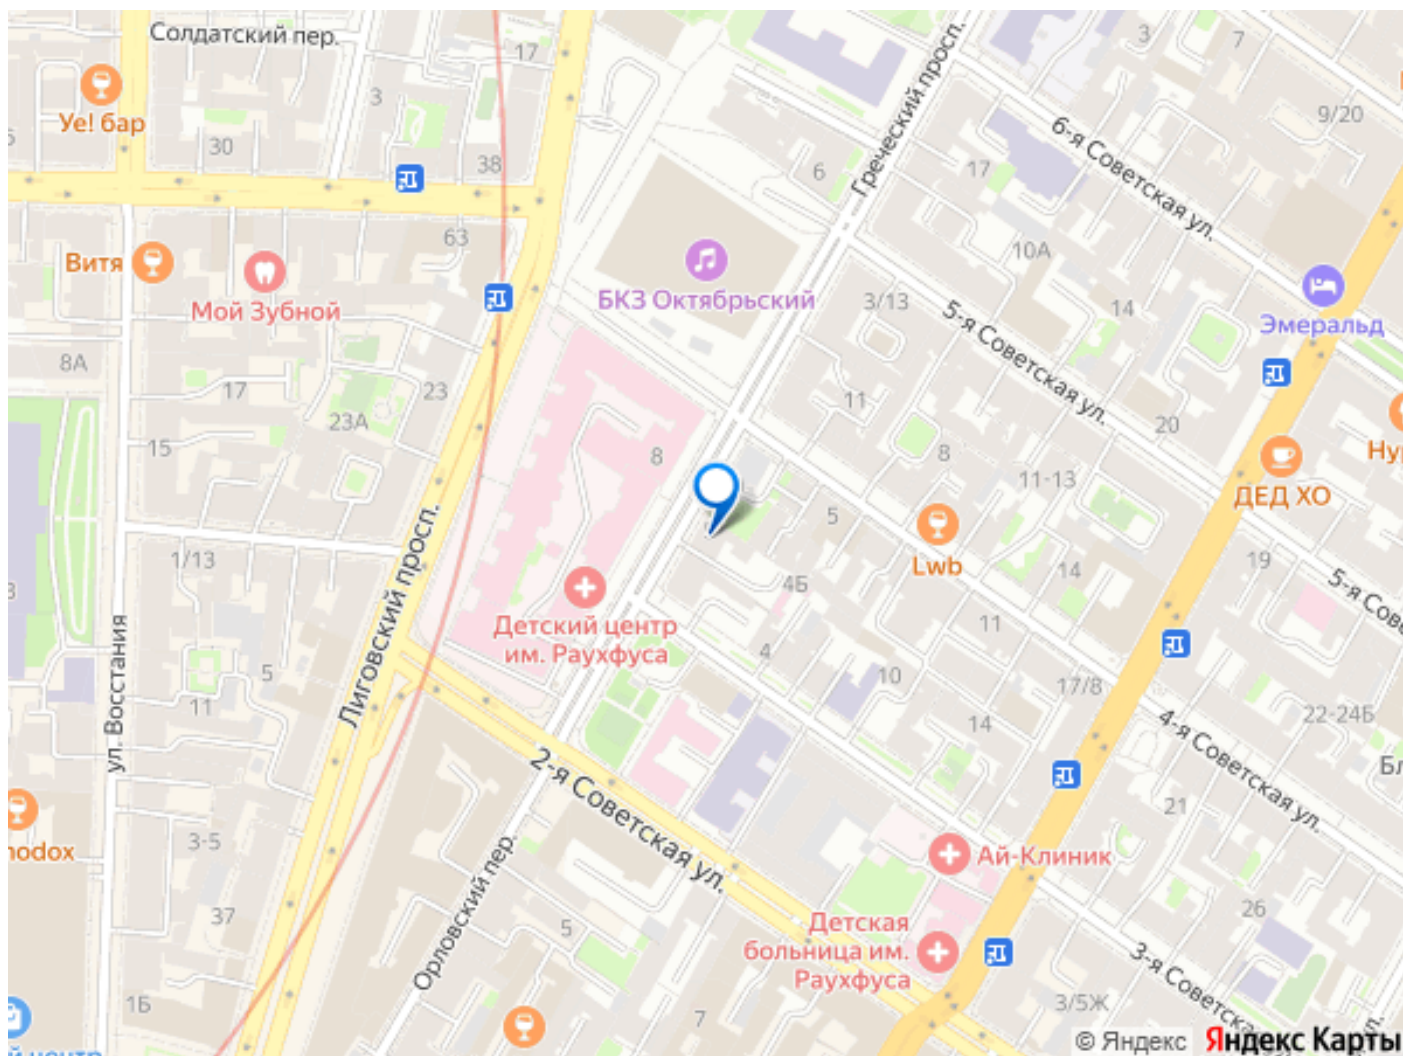 Солдатский пер.
17
3
7
Греческий просп.
Уе! бар
3
9/20
30
38
6
17
6-я Советская ул.
63
10А
Витя
Мой Зубной
БКЗ Октябрьский
3/13
14
5-я Советская ул.
Эмеральд
8А
17
23
23А
11
20
15
8
8
11-13
ДЕД ХО
5
Lwb
Лиговский просп.
1/13
4Б
14
19
5-я Сове
Детский центр
им. Раухфуса
11
4
ул. Восстания
5
10
17/8
11
14
22-24Б
4-я Советская ул.
2-я Советская ул.
21
nodox
3-5
Орловский пер.
Ай-Клиник
37
5
Детская
больница им.
Раухфуса
26
3-я Советская
1Б
7
3/5Ж
© Яндекс Яндекс Карты